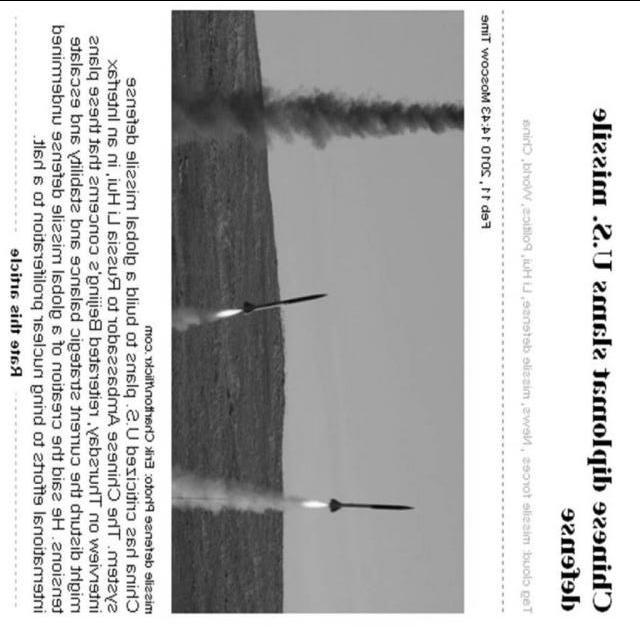 Chinese diplomat slams U.S. missile
defense
Tag cloud: missile forces, News, missile defense, Li Hui, Politics, World, China
Feb 11, 2010 14:43 Moscow Time
missile defense Photo: Erik Charlton/flickr.com
China has criticized U.S. plans to build a global missile defense
system. The Chinese Ambassador to Russia Li Hui, in an Interfax
interview on Thursday, reiterated Beijing's concerns that these plans
might disturb the current strategic balance and stability and escalate
tensions. He said the creation of a global missile defense undermined
international efforts to bring nuclear proliferation to a halt.
Rate this article